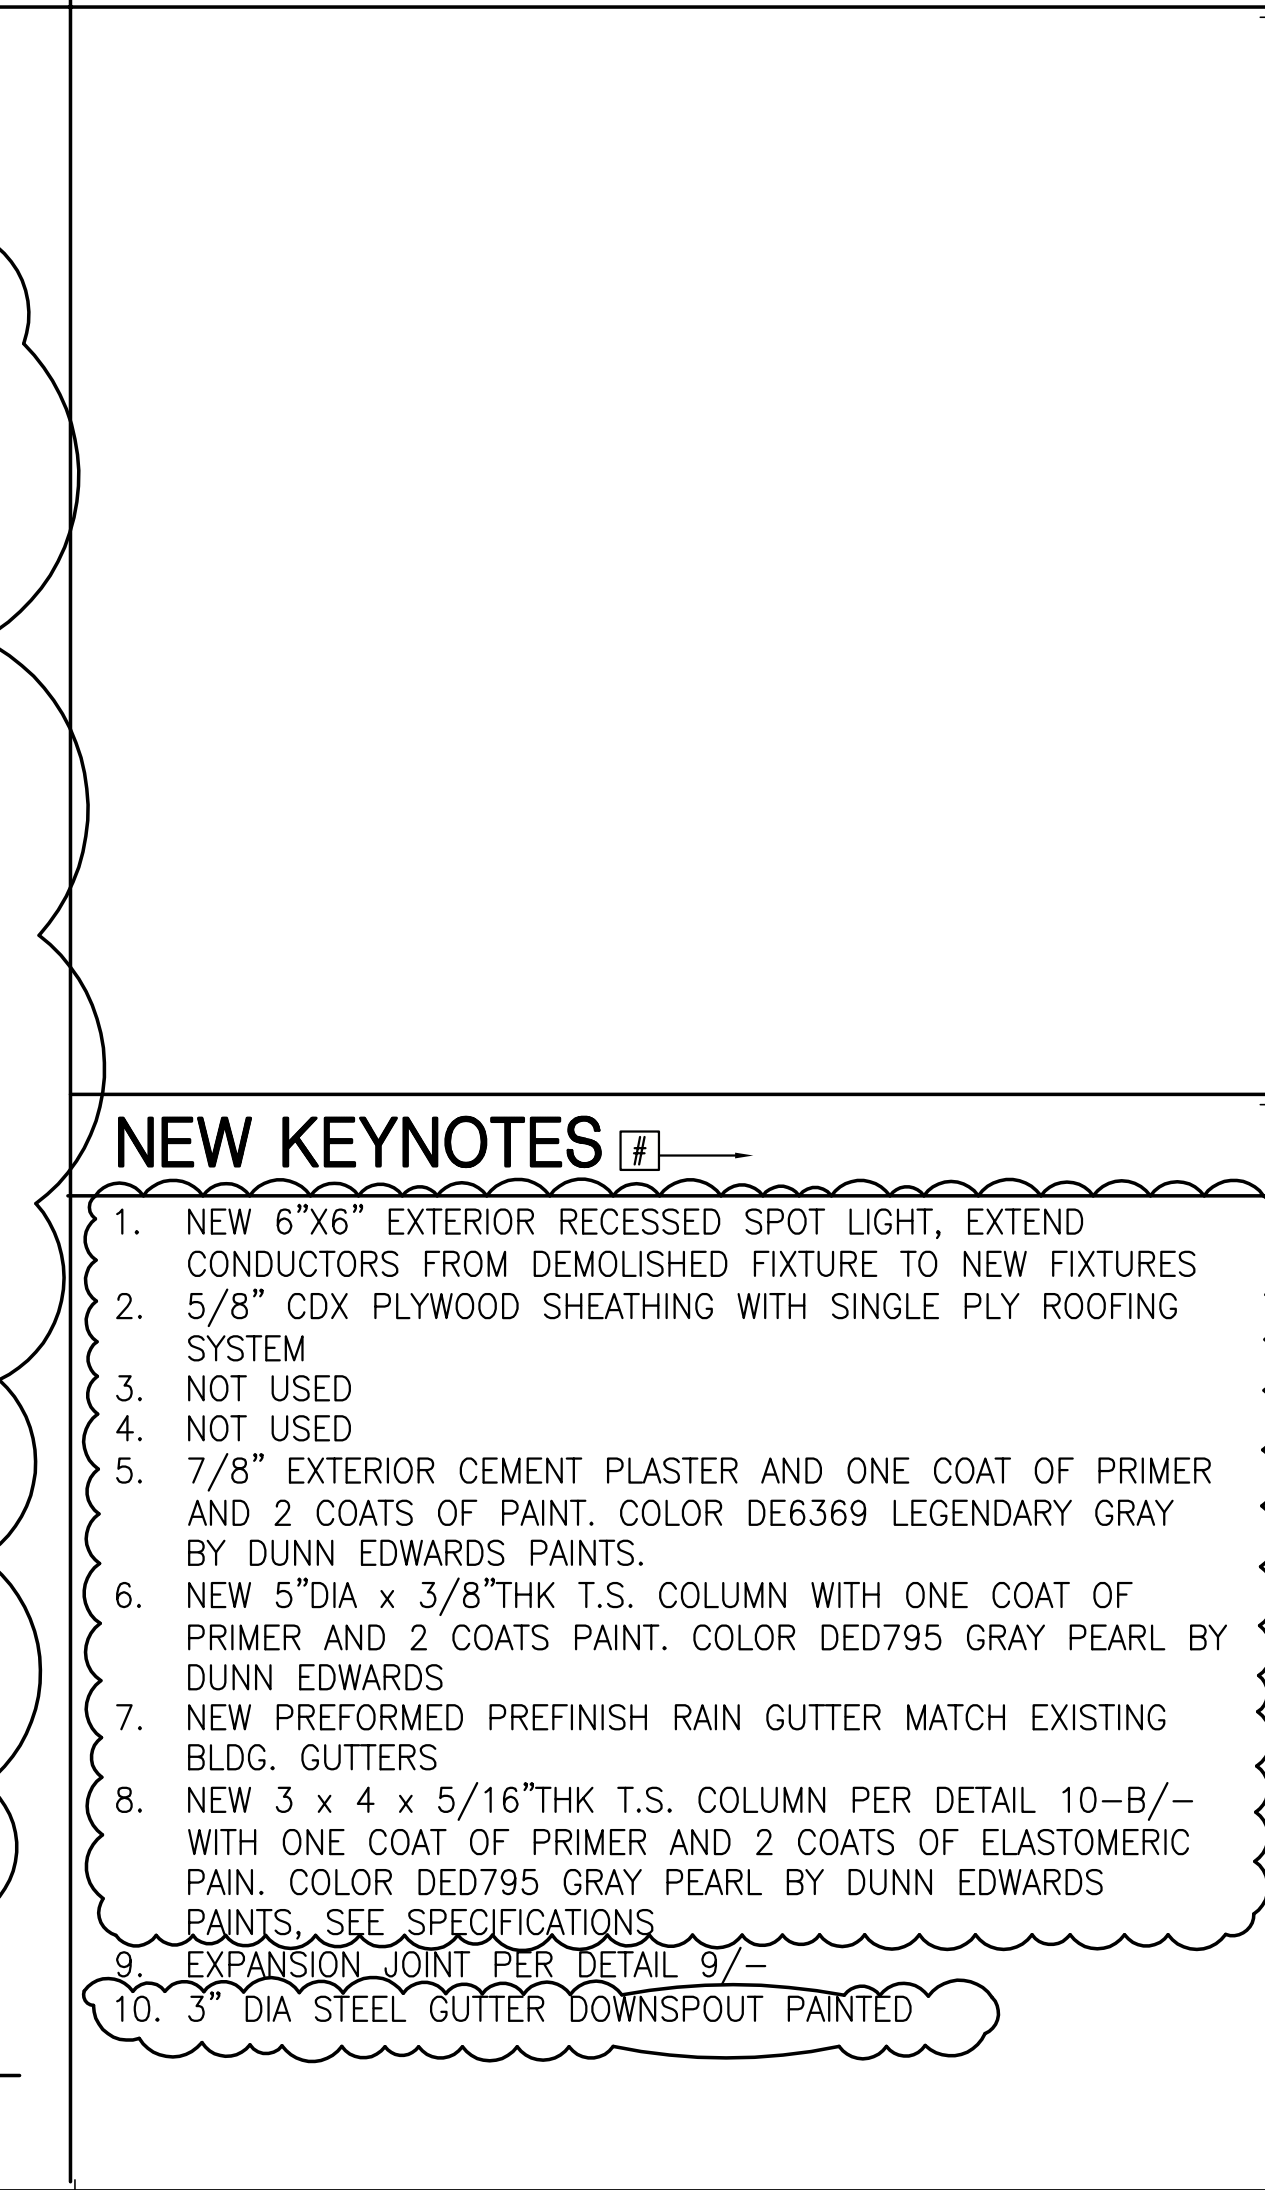 NEW KEYNOTES #
1. NEW 6”X6” EXTERIOR RECESSED SPOT LIGHT, EXTEND
CONDUCTORS FROM DEMOLISHED FIXTURE TO NEW FIXTURES
2. 5/8” CDX PLYWOOD SHEATHING WITH SINGLE PLY ROOFING
SYSTEM
3. NOT USED
4. NOT USED
5. 7/8” EXTERIOR CEMENT PLASTER AND ONE COAT OF PRIMER
AND 2 COATS OF PAINT. COLOR DE6369 LEGENDARY GRAY
BY DUNN EDWARDS PAINTS.
6. NEW 5”DIA x 3/8”THK T.S. COLUMN WITH ONE COAT OF
PRIMER AND 2 COATS PAINT. COLOR DED795 GRAY PEARL BY
DUNN EDWARDS
7. NEW PREFORMED PREFINISH RAIN GUTTER MATCH EXISTING
BLDG. GUTTERS
8. NEW 3 x 4 x 5/16”THK T.S. COLUMN PER DETAIL 10-B/-
WITH ONE COAT OF PRIMER AND 2 COATS OF ELASTOMERIC
PAIN. COLOR DED795 GRAY PEARL BY DUNN EDWARDS
PAINTS, SEE SPECIFICATIONS
9. EXPANSION JOINT PER DETAIL 9/-
10. 3” DIA STEEL GUTTER DOWNSPOUT PAINTED